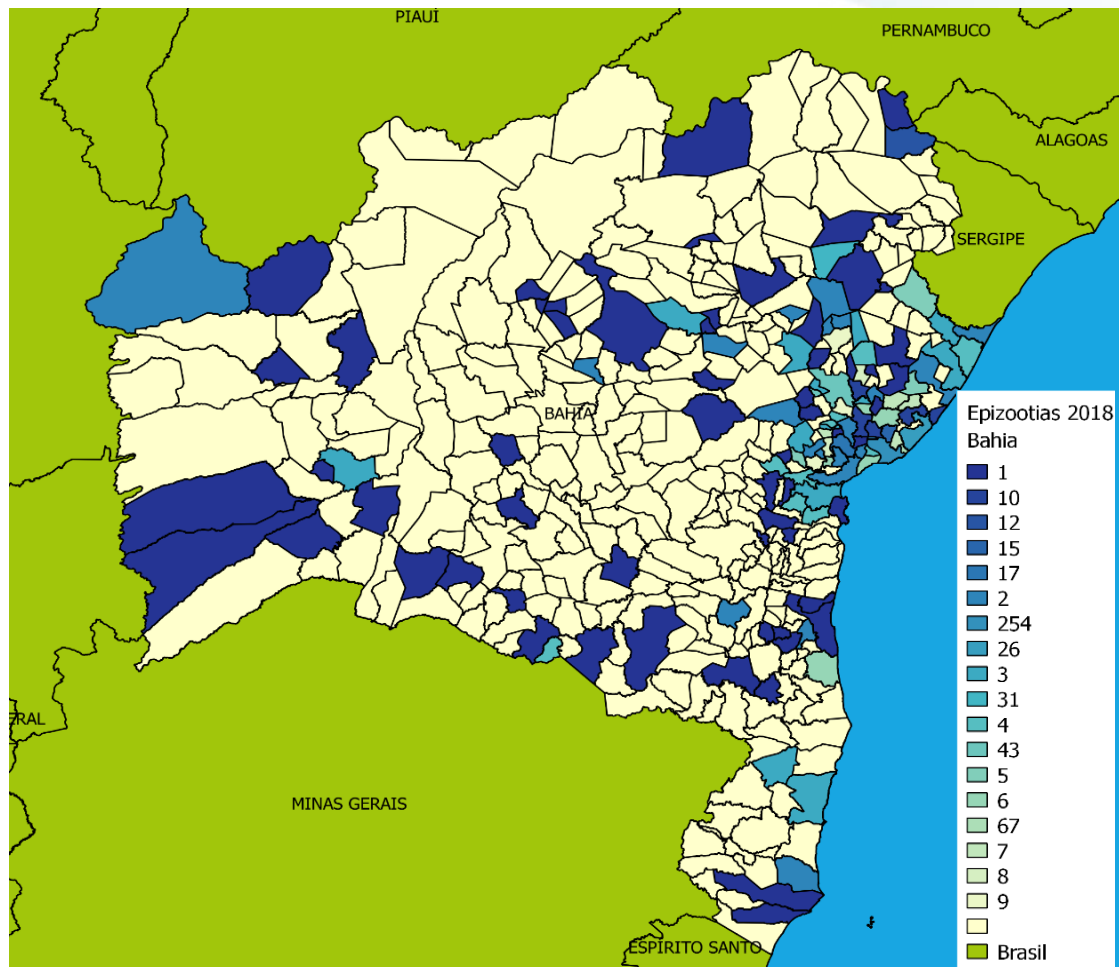 PIAUÍ
PERNAMBUCO
ALAGOAS
SERGIPE
BAHIA
ERAL
MINAS GERAIS
ESPÍRITO SANTO
Epizootias 2018
Bahia
1
10
12
15
17
2
254
26
3
31
4
43
5
6
67
7
8
9
Brasil